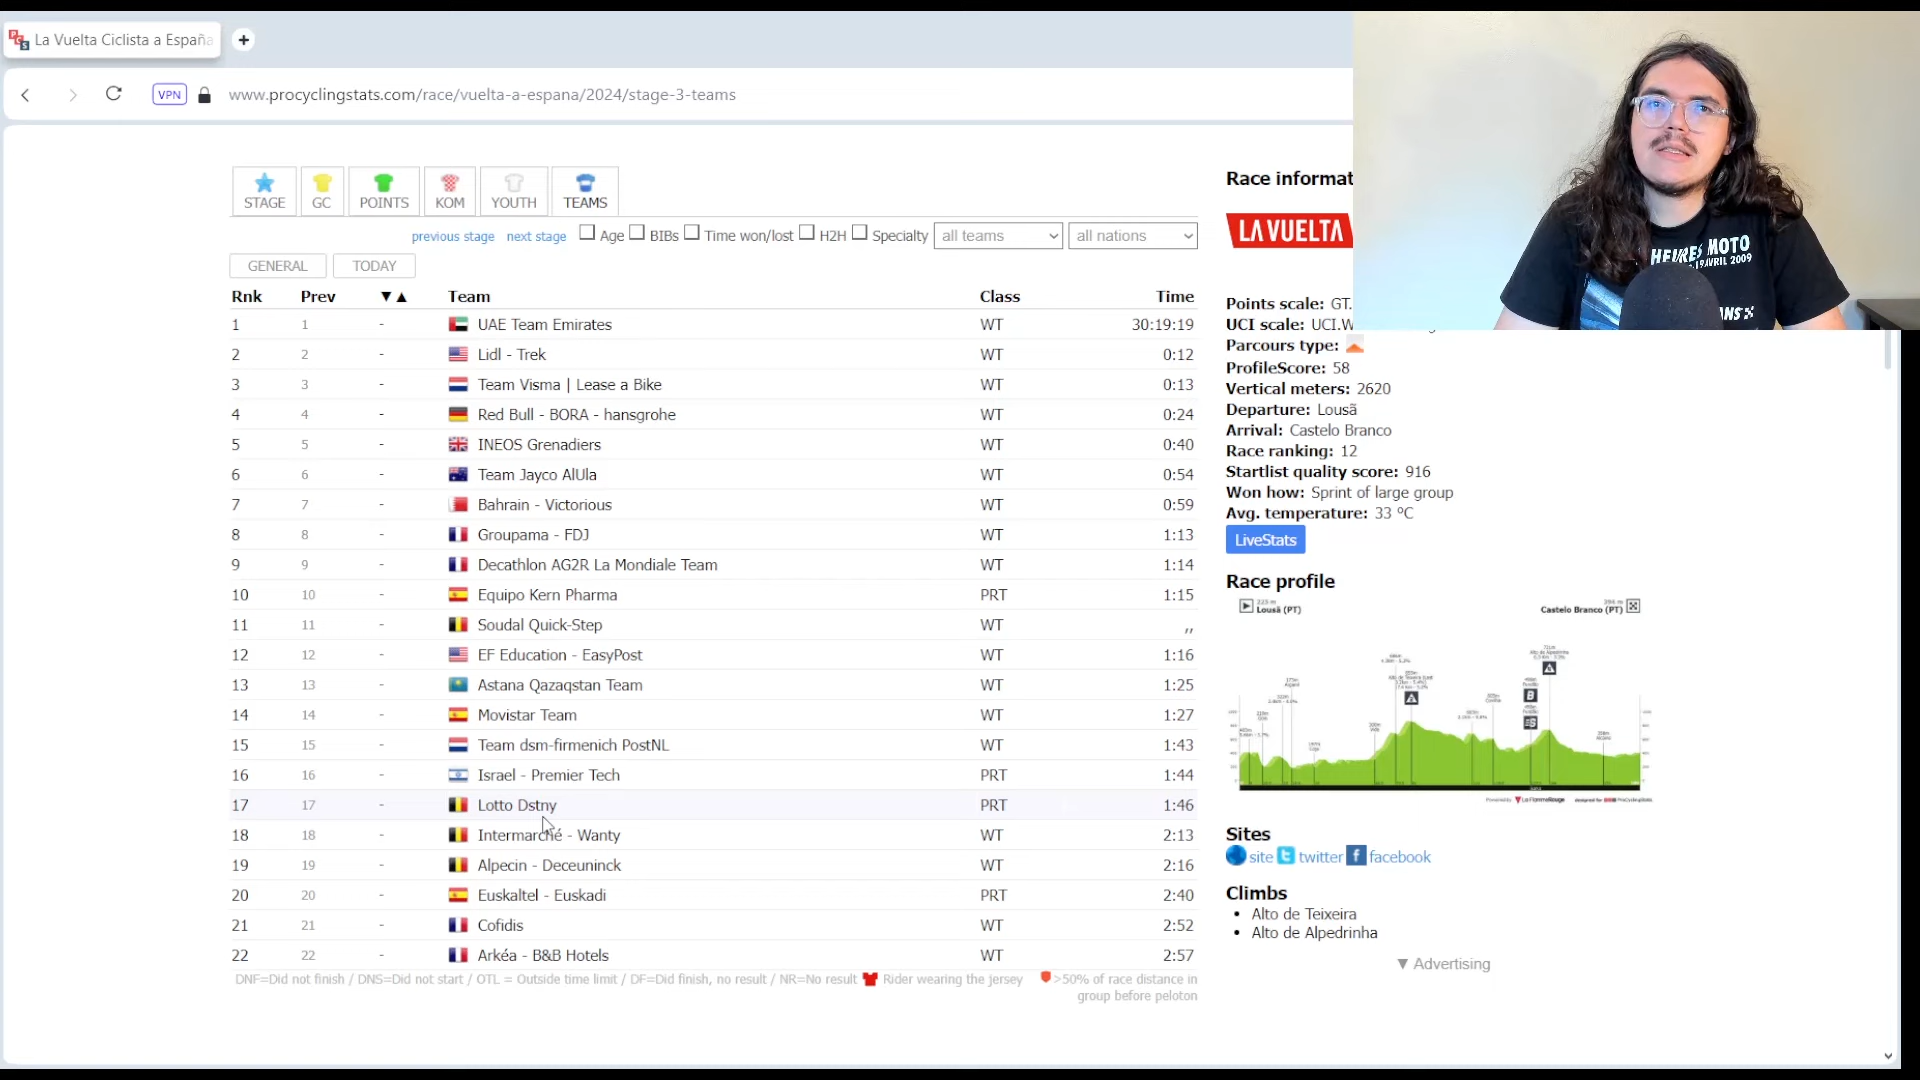 La Vuelta Ciclista a España
VPN
www.procyclingstats.com/race/vuelta-a-espana/2024/stage-3-teams
STAGE GC POINTS KOM YOUTH TEAMS
previous stage next stage Age BIBs Time won/lost H2H Specialty all teams all nations
GENERAL TODAY
Rnk Prev ▼▲ Team Class Time
1 1 - UAE Team Emirates WT 30:19:19
2 2 - Lidl - Trek WT 0:12
3 3 - Team Visma | Lease a Bike WT 0:13
4 4 - Red Bull - BORA - hansgrohe WT 0:24
5 5 - INEOS Grenadiers WT 0:40
6 6 - Team Jayco AlUla WT 0:54
7 7 - Bahrain - Victorious WT 0:59
8 8 - Groupama - FDJ WT 1:13
9 9 - Decathlon AG2R La Mondiale Team WT 1:14
10 10 - Equipo Kern Pharma PRT 1:15
11 11 - Soudal Quick-Step WT ,,
12 12 - EF Education - EasyPost WT 1:16
13 13 - Astana Qazaqstan Team WT 1:25
14 14 - Movistar Team WT 1:27
15 15 - Team dsm-firmenich PostNL WT 1:43
16 16 - Israel - Premier Tech PRT 1:44
17 17 - Lotto Dstny PRT 1:46
18 18 - Intermarché - Wanty WT 2:13
19 19 - Alpecin - Deceuninck WT 2:16
20 20 - Euskaltel - Euskadi PRT 2:40
21 21 - Cofidis WT 2:52
22 22 - Arkéa - B&B Hotels WT 2:57
DNF=Did not finish / DNS=Did not start / OTL = Outside time limit / DF=Did finish, no result / NR=No result Rider wearing the jersey >50% of race distance in
group before peloton
Race informat
LA VUELTA
Points scale: GT.
UCI scale: UCI.W
Parcours type:
ProfileScore: 58
Vertical meters: 2620
Departure: Lousã
Arrival: Castelo Branco
Race ranking: 12
Startlist quality score: 916
Won how: Sprint of large group
Avg. temperature: 33 ºC
LiveStats
Race profile
Lousã (PT)
Castelo Branco (PT)
Sites
site twitter facebook
Climbs
• Alto de Teixeira
• Alto de Alpedrinha
▼ Advertising
HEURES MOTO
AVRIL 2009
ANS